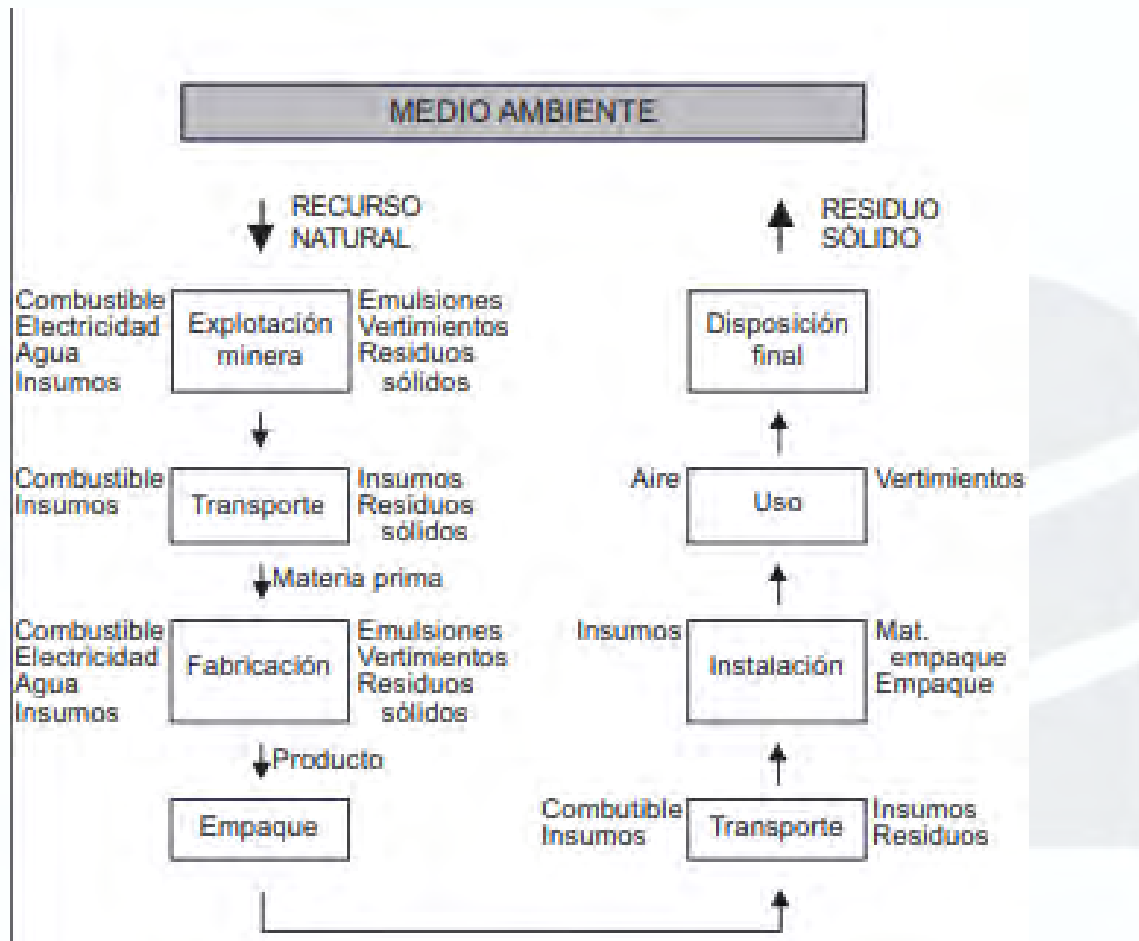 MEDIO AMBIENTE
RECURSO
NATURAL
Combustible
Electricidad
Agua
Insumos
Explotación
minera
Emulsiones
Vertimientos
Residuos
sólidos
Combustible
Insumos
Transporte
Insumos
Residuos
sólidos
Materia prima
Combustible
Electricidad
Agua
Insumos
Fabricación
Emulsiones
Vertimientos
Residuos
sólidos
Producto
Empaque
Combutible
Insumos
Transporte
Insumos
Residuos
Insumos
Instalación
Mat.
empaque
Empaque
Aire
Uso
Vertimientos
Disposición
final
RESIDUO
SÓLIDO